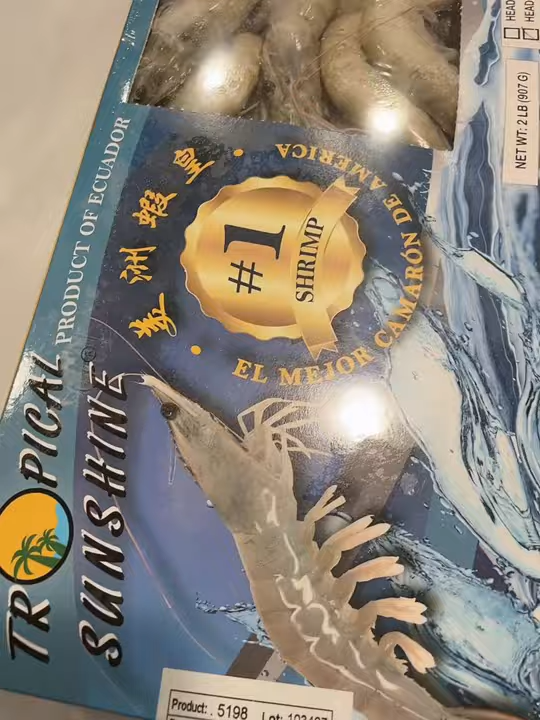 TROPICAL
SUNSHINE
®
PRODUCT OF ECUADOR
美洲蝦
#1
SHRIMP
EL MEJOR CAMARÓN DE AMERICA
HEAD
HEAD
NET WT: 2 LB (907 G)
Product: . 5198 Lot: